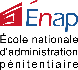 Énap
École nationale
d'administration
pénitentiaire